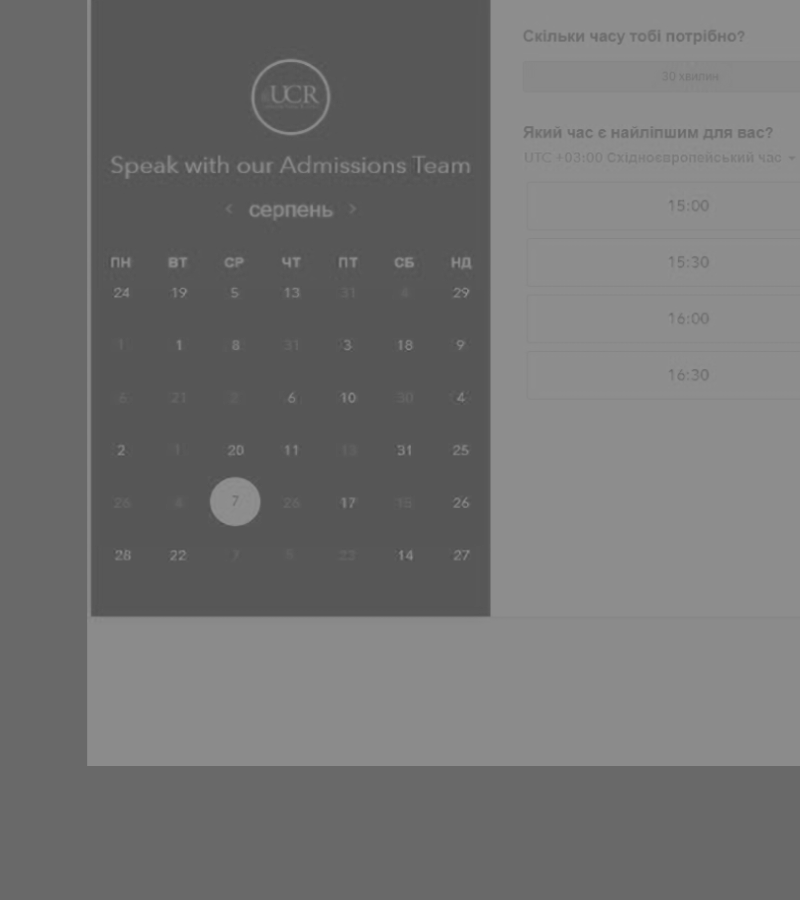 UCR
Speak with our Admissions Team
< серпень >
ПН ВТ СР ЧТ ПТ СБ НД
24 19 5 13 31 4 29
1 1 8 31 3 18 9
6 21 2 6 10 30 4
2 1 20 11 13 31 25
26 4 7 26 17 15 26
28 22 7 22 14 27
Скільки часу тобі потрібно?
30 хвилин
Який час є найліпшим для вас?
UTC +03:00 Східноєвропейський час
15:00
15:30
16:00
16:30